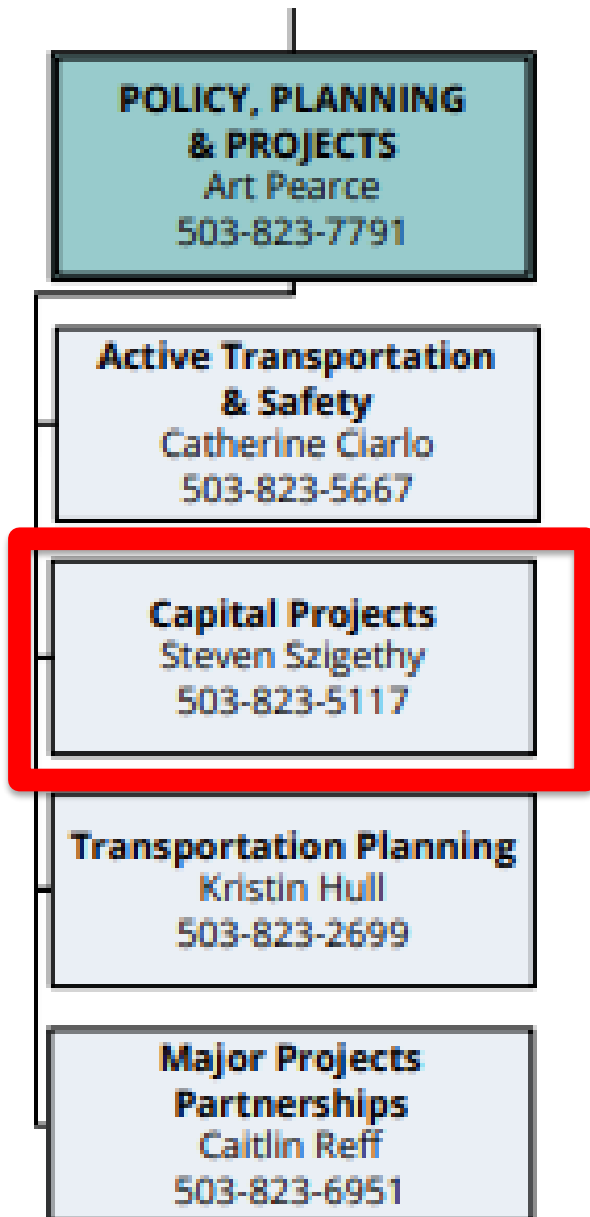 POLICY, PLANNING
& PROJECTS
Art Pearce
503-823-7791
Active Transportation
& Safety
Catherine Ciarlo
503-823-5667
Capital Projects
Steven Szigethy
503-823-5117
Transportation Planning
Kristin Hull
503-823-2699
Major Projects
Partnerships
Caitlin Reff
503-823-6951